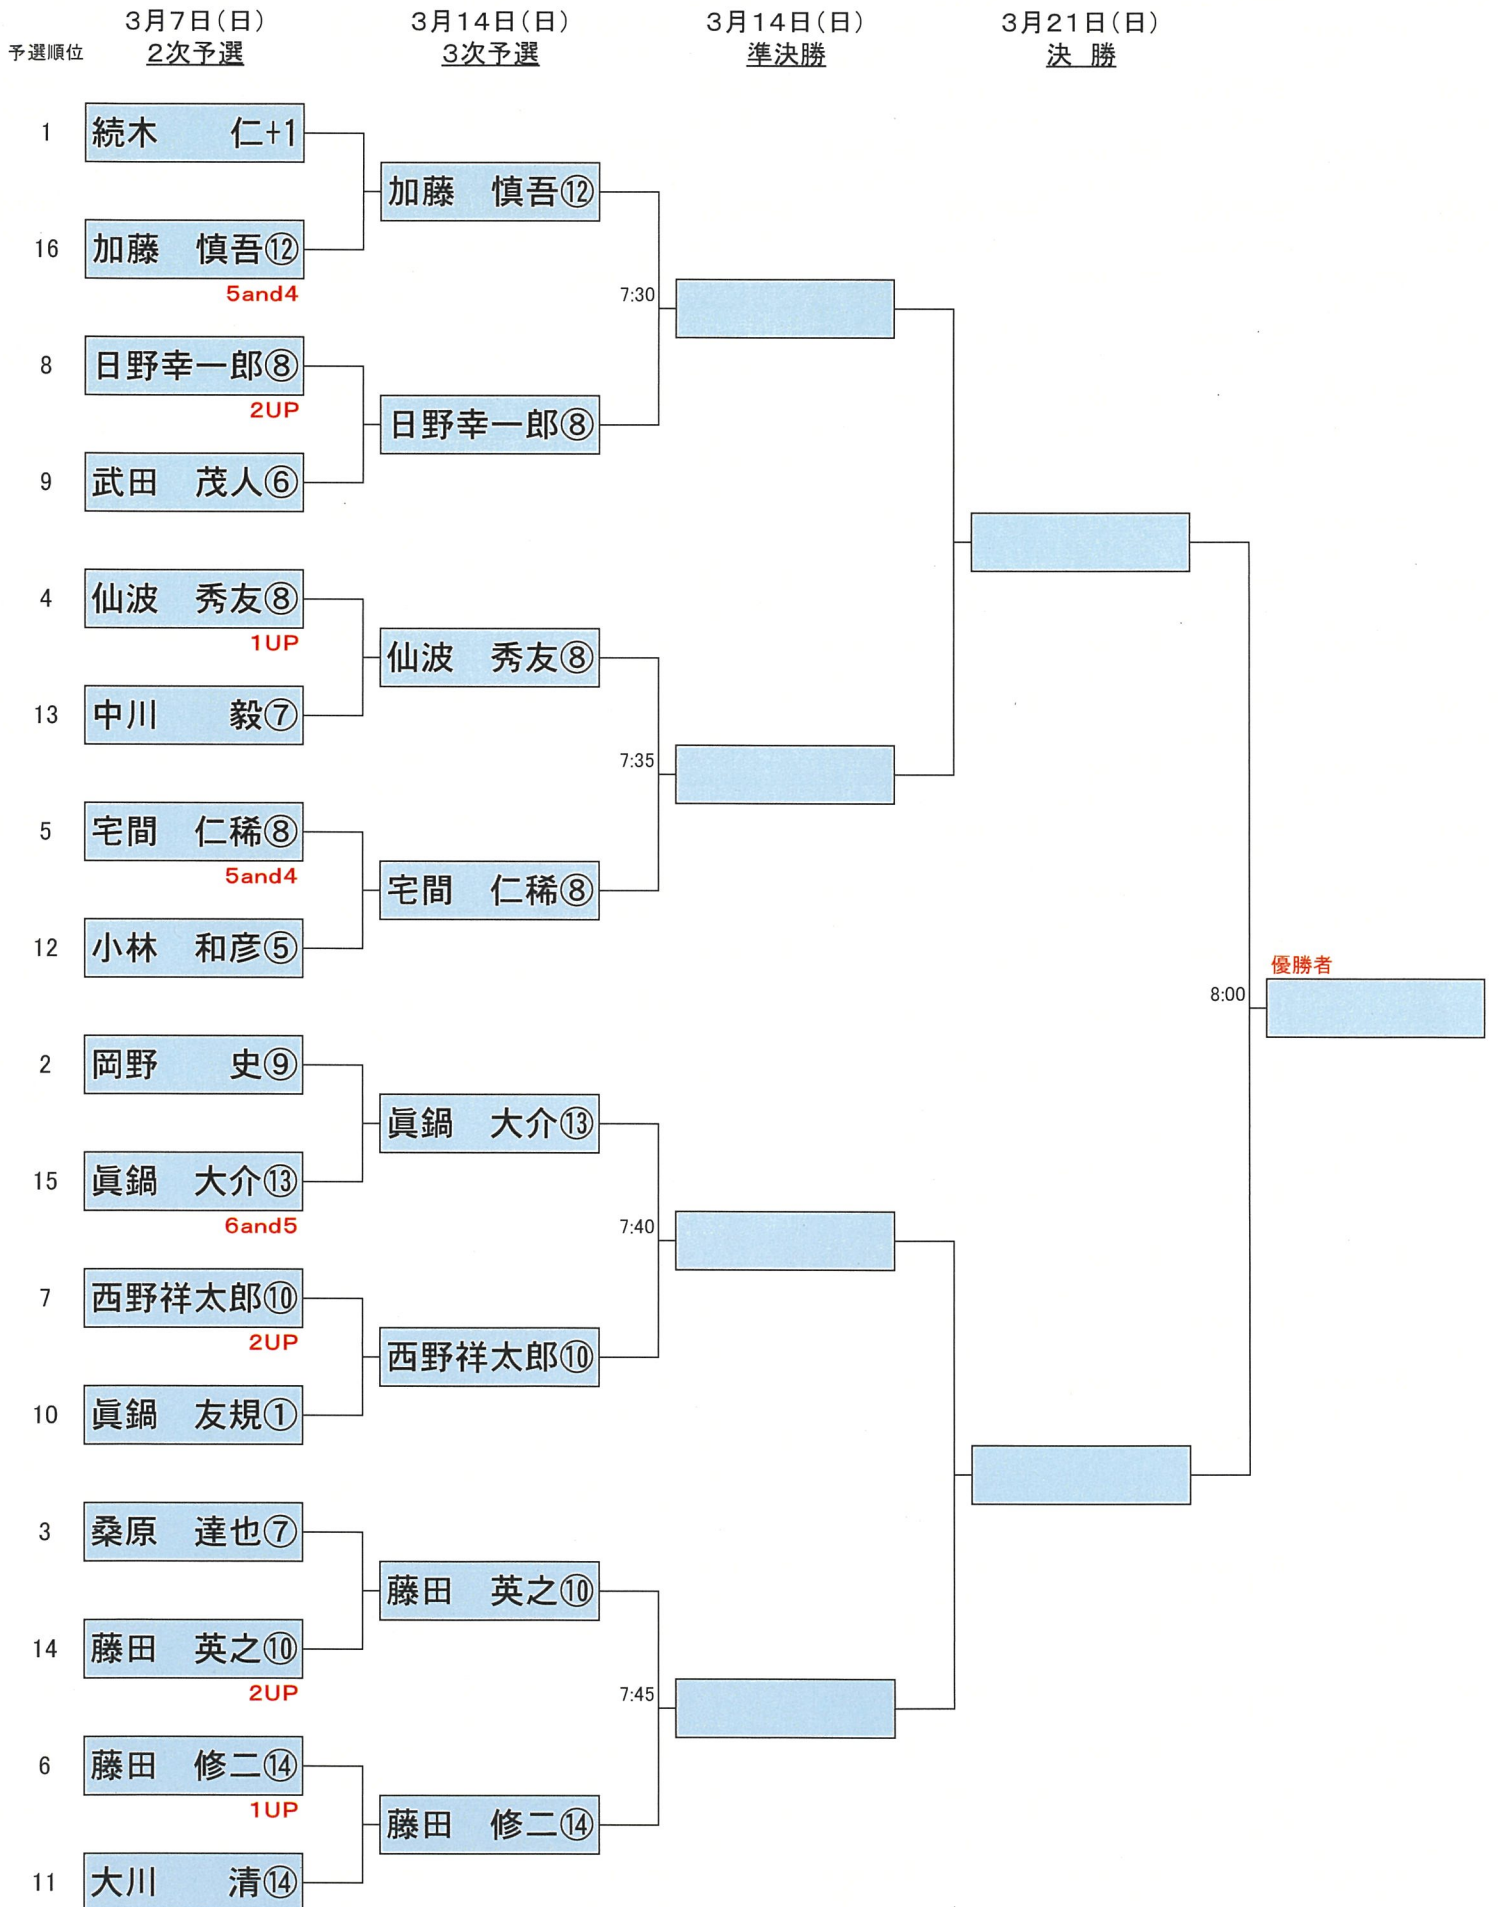 3月7日(日) 3月14日(日) 3月14日(日) 3月21日(日)
予選順位 2次予選 3次予選 準決勝 決 勝
1 続木 仁+1
加藤 慎吾⑫
16 加藤 慎吾⑫
5and4
7:30
8 日野幸一郎⑧
2UP
日野幸一郎⑧
9 武田 茂人⑥
4 仙波 秀友⑧
1UP
仙波 秀友⑧
13 中川 毅⑦
7:35
5 宅間 仁稀⑧
5and4
宅間 仁稀⑧
12 小林 和彦⑤
優勝者
8:00
2 岡野 史⑨
眞鍋 大介⑬
15 眞鍋 大介⑬
6and5
7:40
7 西野祥太郎⑩
2UP
西野祥太郎⑩
10 眞鍋 友規①
3 桑原 達也⑦
藤田 英之⑩
14 藤田 英之⑩
2UP
7:45
6 藤田 修二⑭
1UP
藤田 修二⑭
11 大川 清⑭